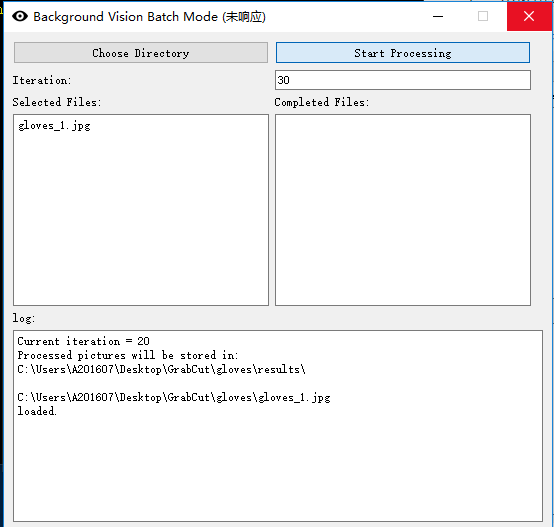 Background Vision Batch Mode (未响应)
Choose Directory
Start Processing
Iteration:
30
Selected Files:
Completed Files:
gloves_1.jpg
log:
Current iteration = 20
Processed pictures will be stored in:
C:\Users\A201607\Desktop\GrabCut\gloves\results\
C:\Users\A201607\Desktop\GrabCut\gloves\gloves_1.jpg
loaded.